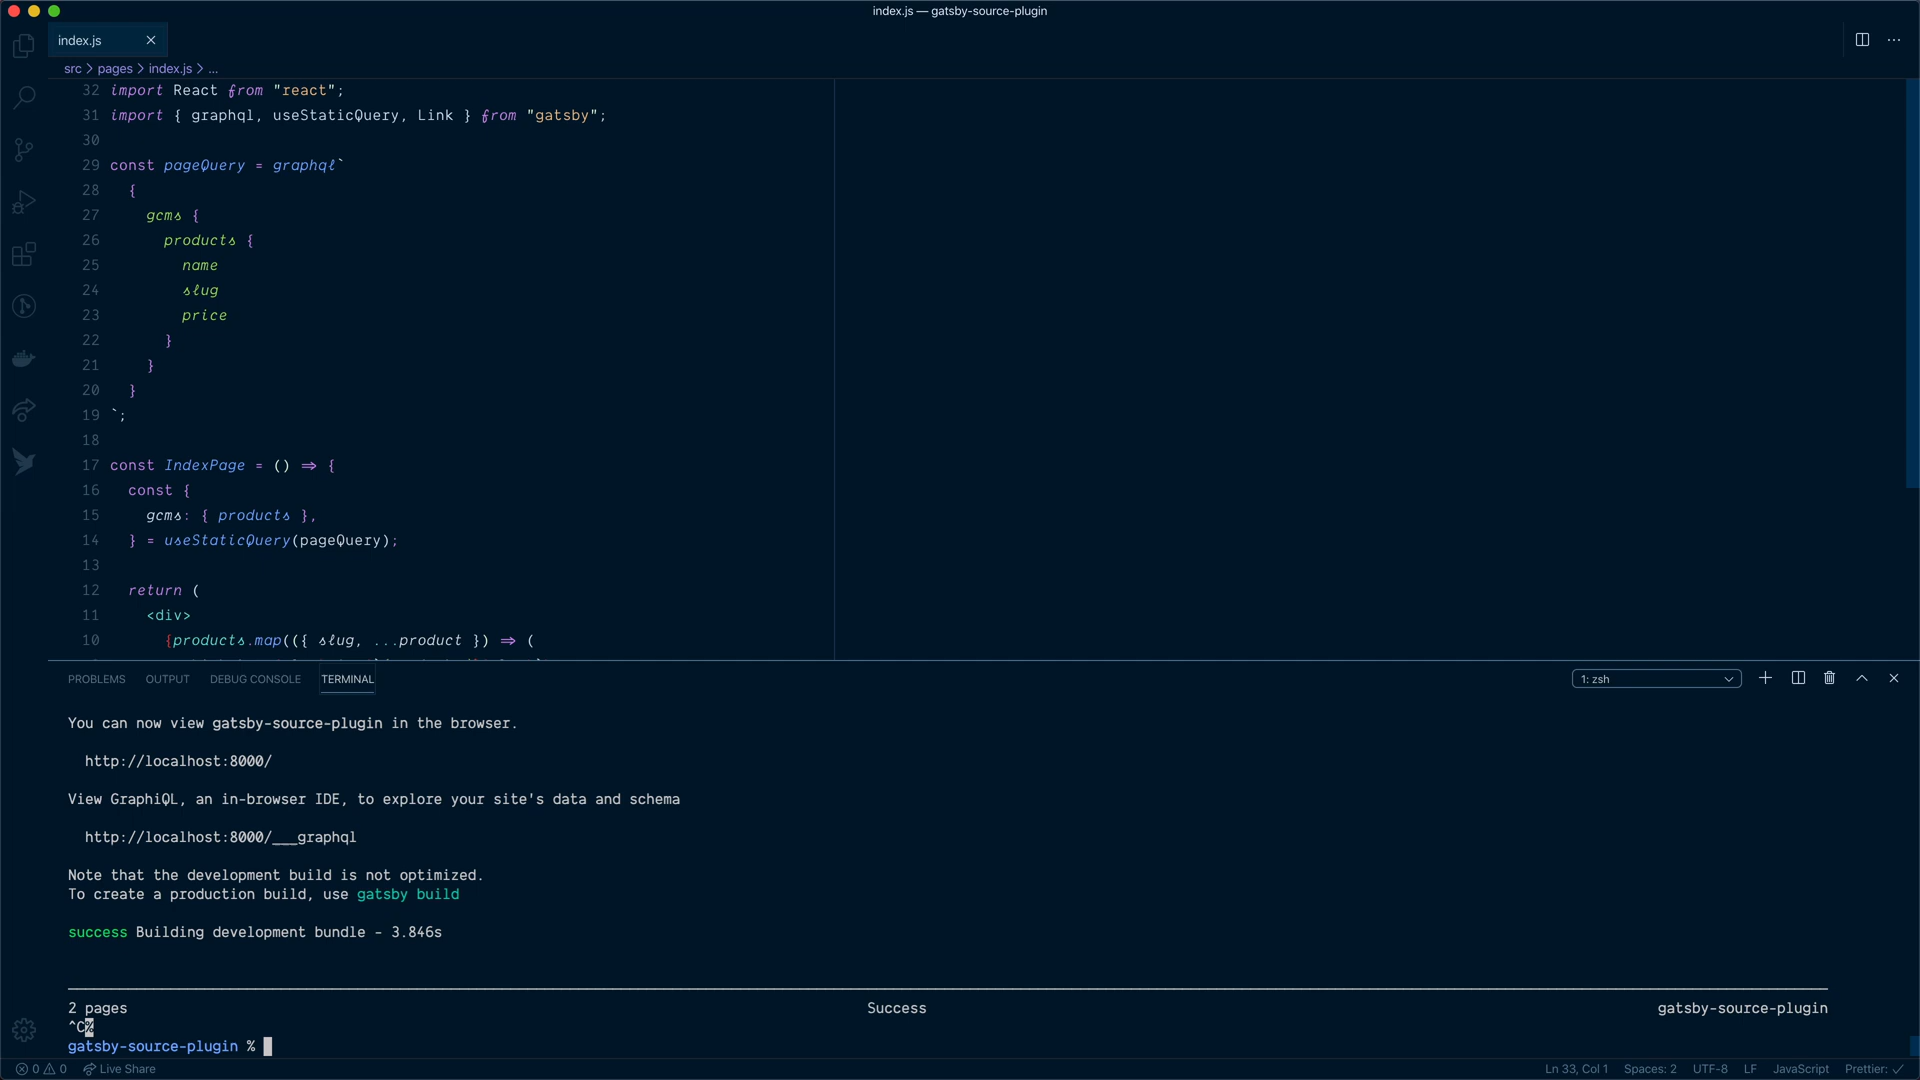 index.js — gatsby-source-plugin
index.js
src > pages > index.js > ...
32 import React from "react";
31 import { graphql, useStaticQuery, Link } from "gatsby";
30
29 const pageQuery = graphql`
28 {
27 gcms {
26 products {
25 name
24 slug
23 price
22 }
21 }
20 }
19 `;
18
17 const IndexPage = () => {
16 const {
15 gcms: { products },
14 } = useStaticQuery(pageQuery);
13
12 return (
11 <div>
10 {products.map(({ slug, ...product }) => (
PROBLEMS OUTPUT DEBUG CONSOLE TERMINAL 1: zsh
You can now view gatsby-source-plugin in the browser.
http://localhost:8000/
View GraphiQL, an in-browser IDE, to explore your site's data and schema
http://localhost:8000/___graphql
Note that the development build is not optimized.
To create a production build, use gatsby build
success Building development bundle - 3.846s
2 pages Success gatsby-source-plugin
^C%
gatsby-source-plugin %
0 0 Live Share Ln 33, Col 1 Spaces: 2 UTF-8 LF JavaScript Prettier: ✓